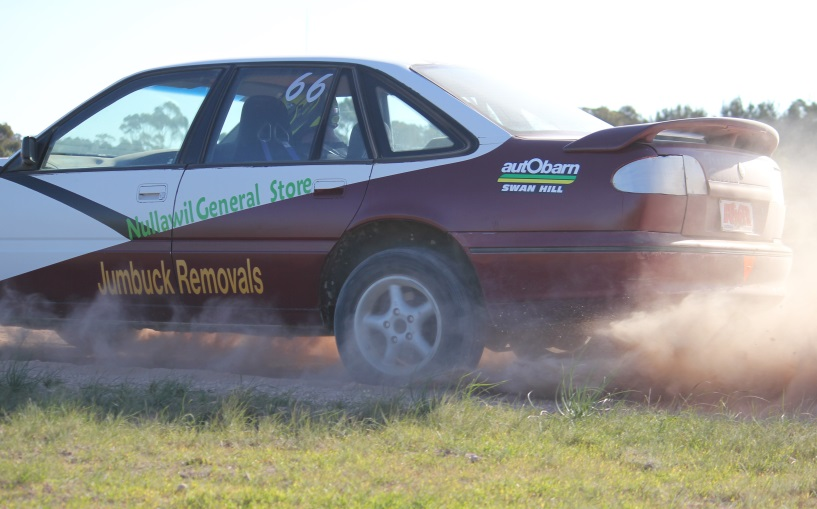 66
Nullawil General Store
Jumbuck Removals
autObarn
SWAN HILL